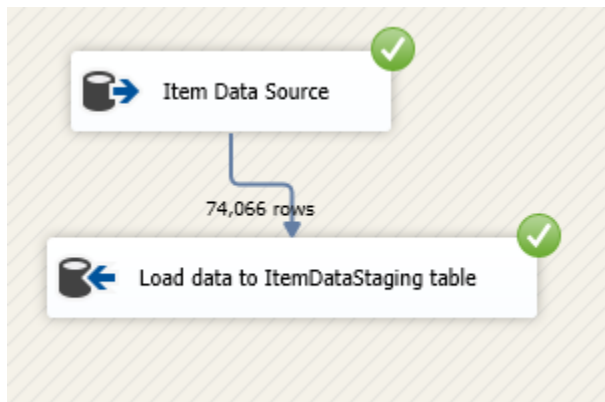 Item Data Source
74,066 rows
Load data to ItemDataStaging table